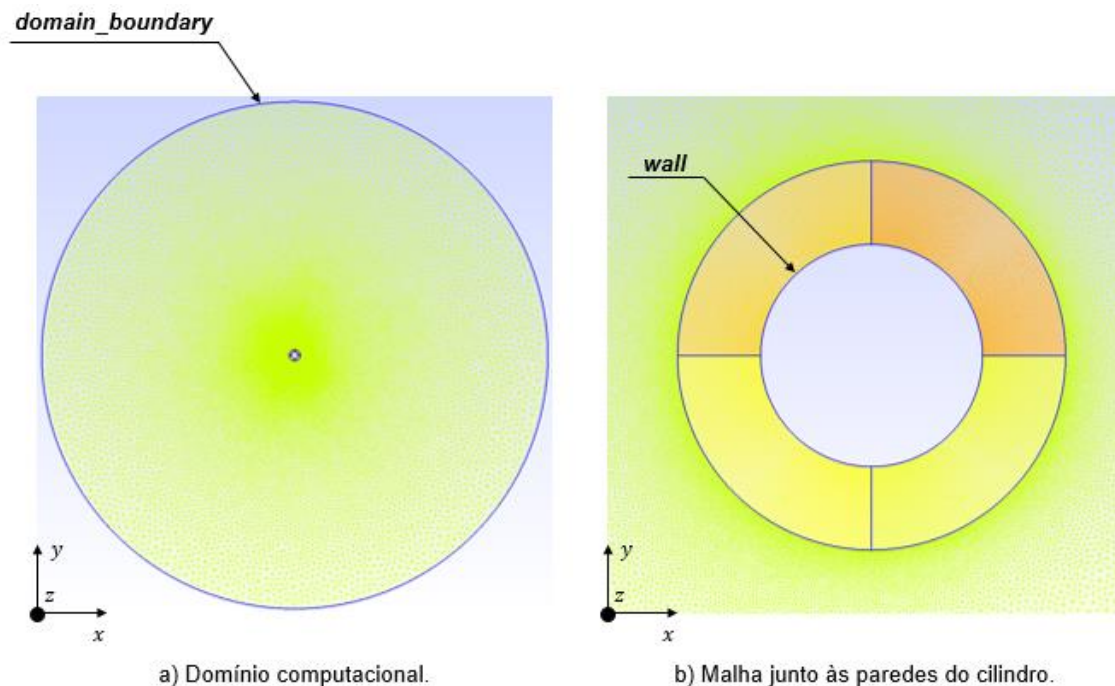 domain_boundary
wall
y
z
x
y
z
x
a) Domínio computacional.
b) Malha junto às paredes do cilindro.